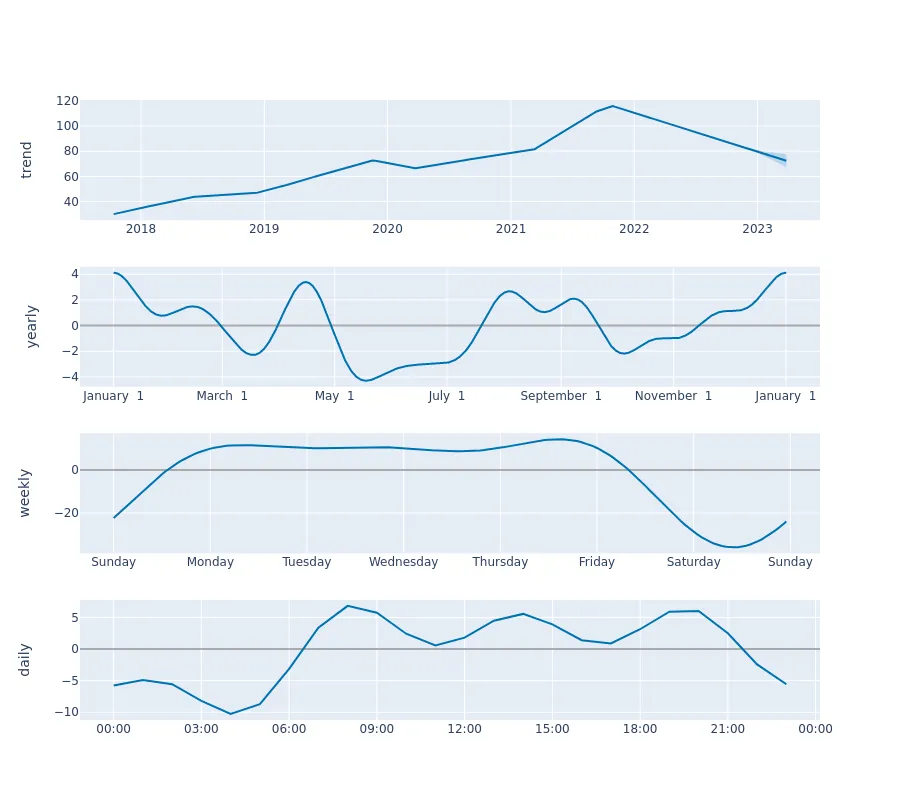 trend
120
100
80
60
40
2018 2019 2020 2021 2022 2023
yearly
4
2
0
−2
−4
January 1 March 1 May 1 July 1 September 1 November 1 January 1
weekly
0
−20
Sunday Monday Tuesday Wednesday Thursday Friday Saturday Sunday
daily
5
0
−5
−10
00:00 03:00 06:00 09:00 12:00 15:00 18:00 21:00 00:00